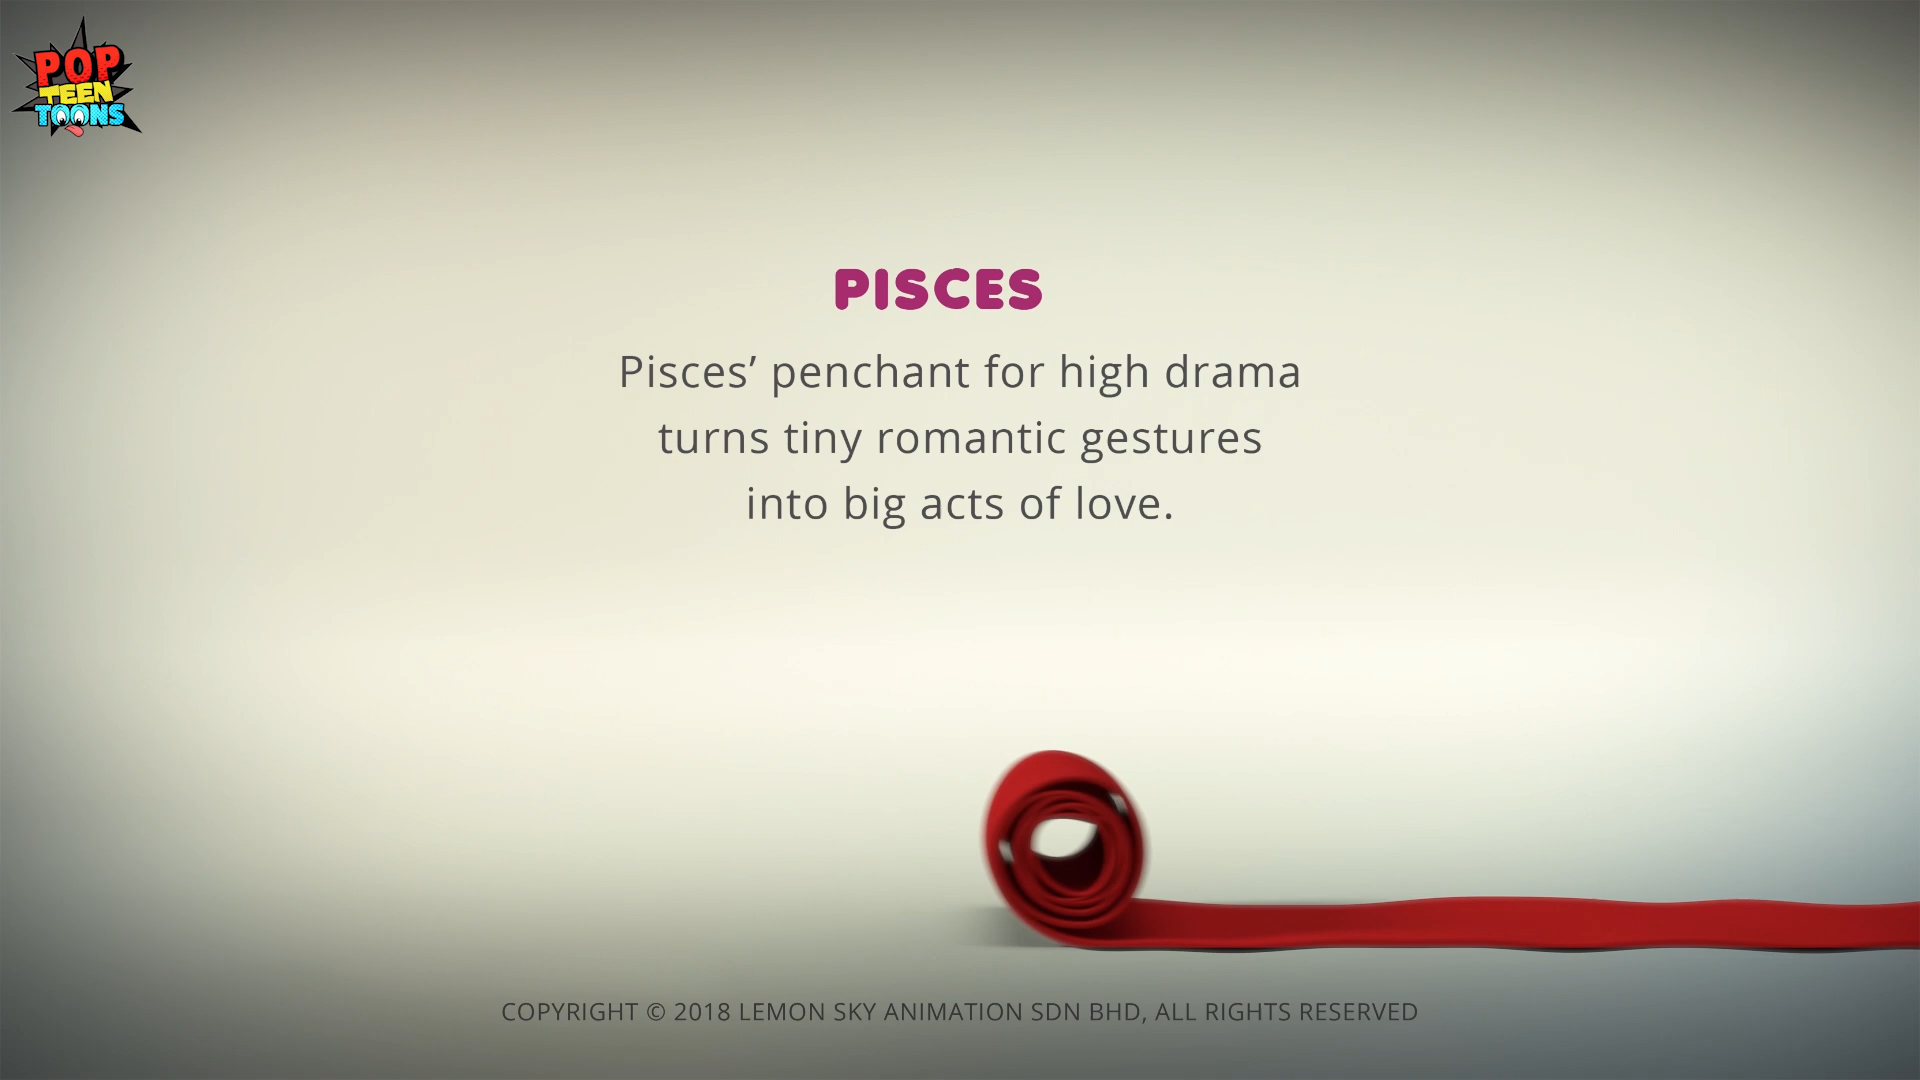 POP
TEEN
TOONS
PISCES
Pisces’ penchant for high drama
turns tiny romantic gestures
into big acts of love.
COPYRIGHT © 2018 LEMON SKY ANIMATION SDN BHD, ALL RIGHTS RESERVED